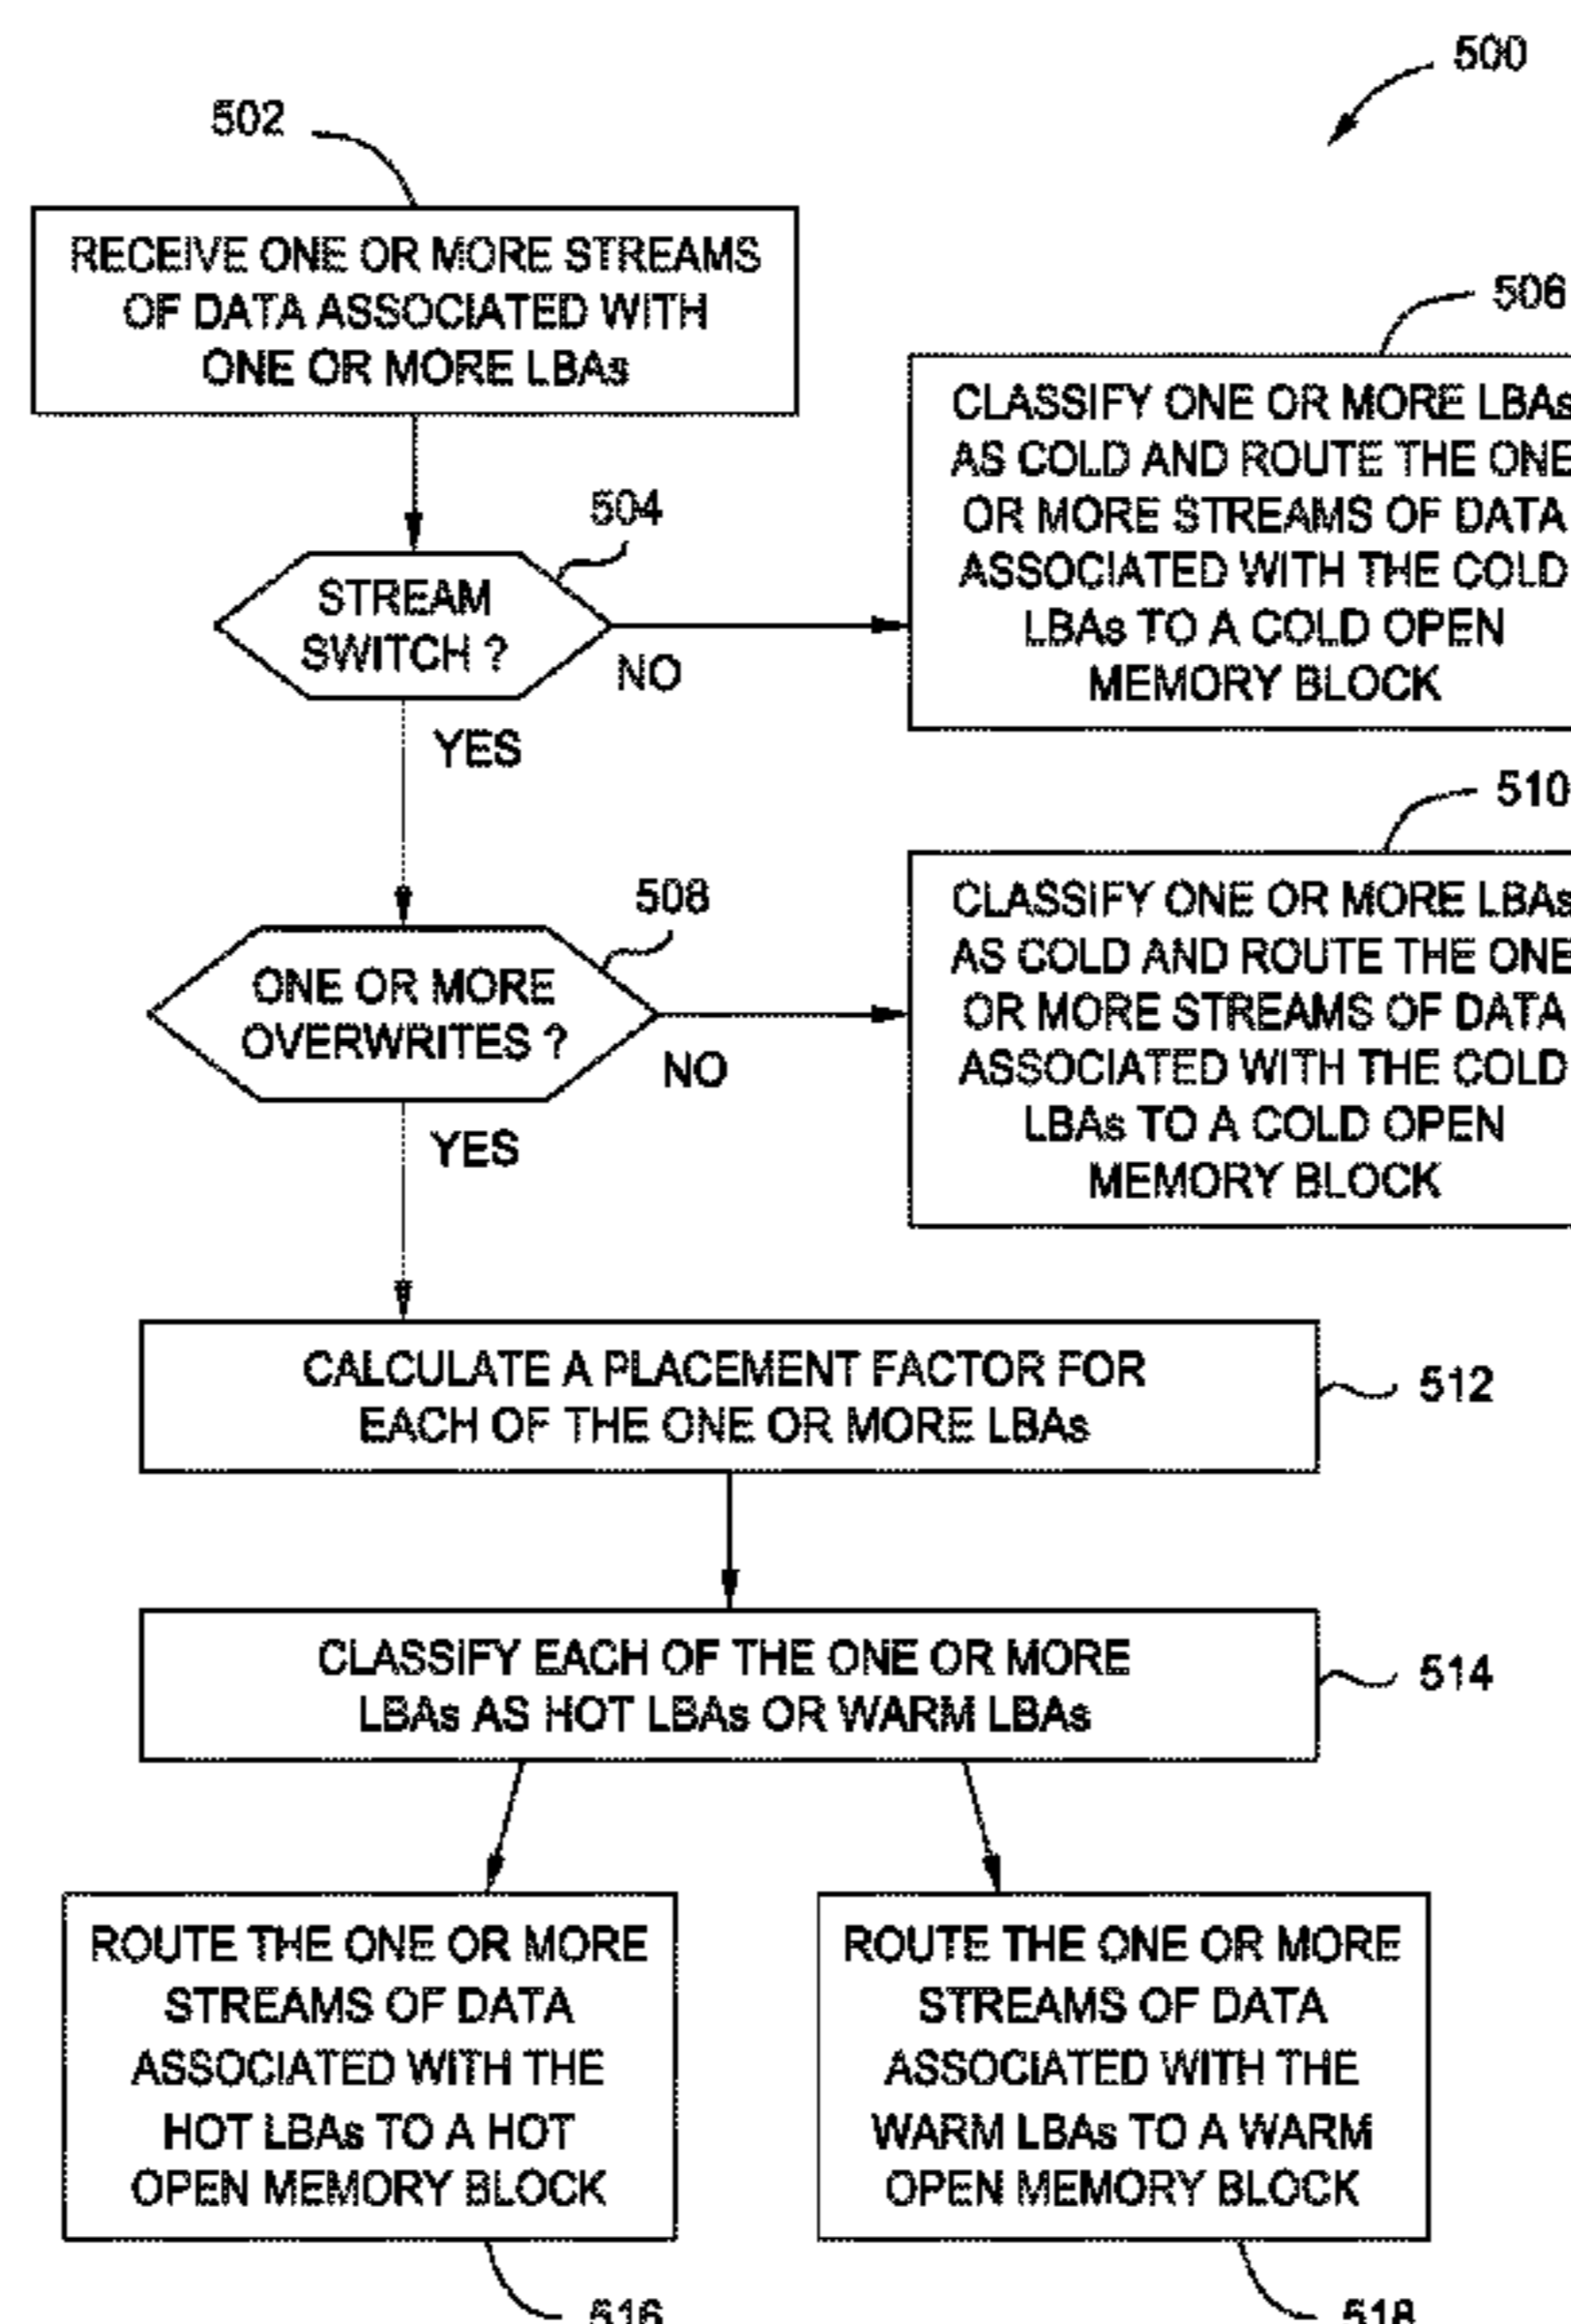 500
502
RECEIVE ONE OR MORE STREAMS
OF DATA ASSOCIATED WITH
ONE OR MORE LBAs
506
CLASSIFY ONE OR MORE LBAs
AS COLD AND ROUTE THE ONE
OR MORE STREAMS OF DATA
ASSOCIATED WITH THE COLD
LBAs TO A COLD OPEN
MEMORY BLOCK
504
STREAM
SWITCH ?
NO
YES
510
CLASSIFY ONE OR MORE LBAs
AS COLD AND ROUTE THE ONE
OR MORE STREAMS OF DATA
ASSOCIATED WITH THE COLD
LBAs TO A COLD OPEN
MEMORY BLOCK
508
ONE OR MORE
OVERWRITES ?
NO
YES
CALCULATE A PLACEMENT FACTOR FOR
EACH OF THE ONE OR MORE LBAs
512
CLASSIFY EACH OF THE ONE OR MORE
LBAs AS HOT LBAs OR WARM LBAs
514
ROUTE THE ONE OR MORE
STREAMS OF DATA
ASSOCIATED WITH THE
HOT LBAs TO A HOT
OPEN MEMORY BLOCK
516
ROUTE THE ONE OR MORE
STREAMS OF DATA
ASSOCIATED WITH THE
WARM LBAs TO A WARM
OPEN MEMORY BLOCK
518